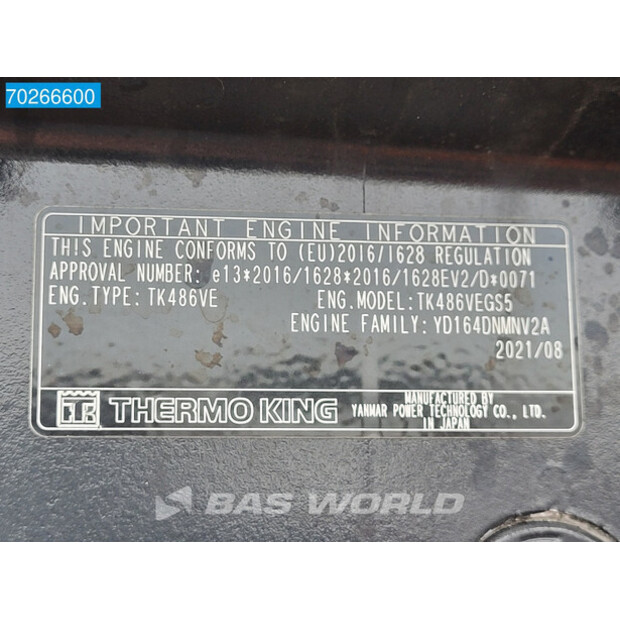 70266600
IMPORTANT ENGINE INFORMATION
THIS ENGINE CONFORMS TO (EU)2016/1628 REGULATION
APPROVAL NUMBER: e13*2016/1628*2016/1628EV2/D*0071
ENG.TYPE: TK486VE ENG.MODEL: TK486VEGS5
ENGINE FAMILY: YD164DNMNV2A
2021/08
TK THERMO KING
MANUFACTURED BY
YANMAR POWER TECHNOLOGY CO., LTD.
IN JAPAN
BAS WORLD